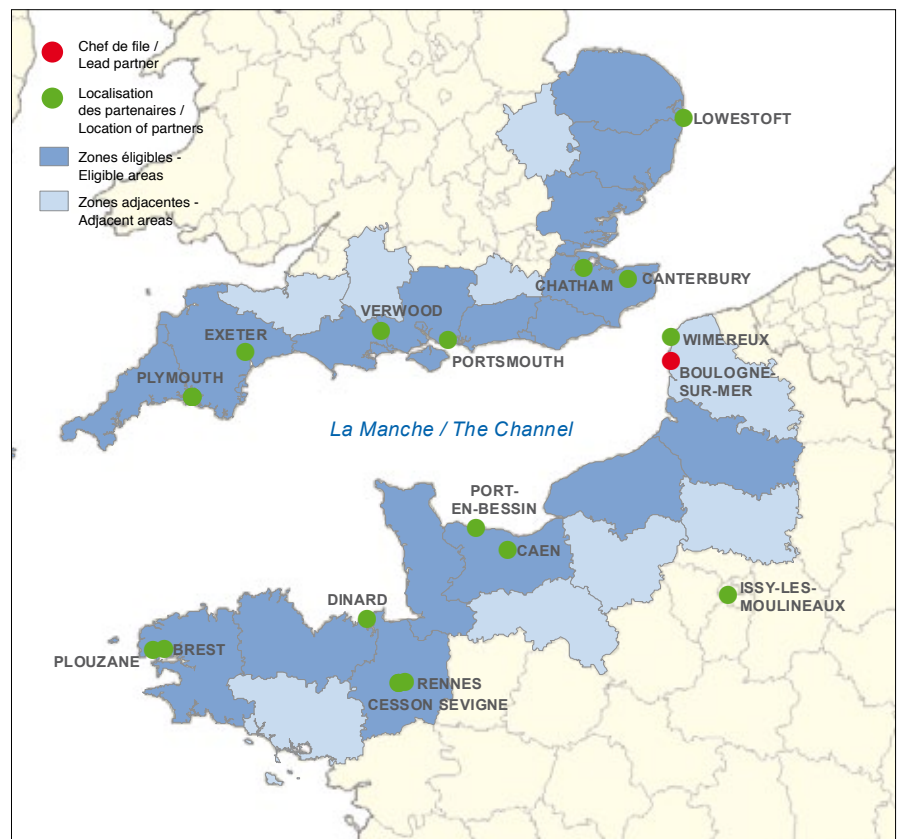 Chef de file /
Lead partner
Localisation
des partenaires /
Location of partners
Zones éligibles -
Eligible areas
Zones adjacentes -
Adjacent areas
LOWESTOFT
CANTERBURY
CHATHAM
VERWOOD
EXETER
PORTSMOUTH
PLYMOUTH
WIMEREUX
BOULOGNE-
SUR-MER
La Manche / The Channel
PORT-
EN-BESSIN
CAEN
ISSY-LES-
MOULINEAUX
DINARD
BREST
PLOUZANE
RENNES
CESSON SEVIGNE